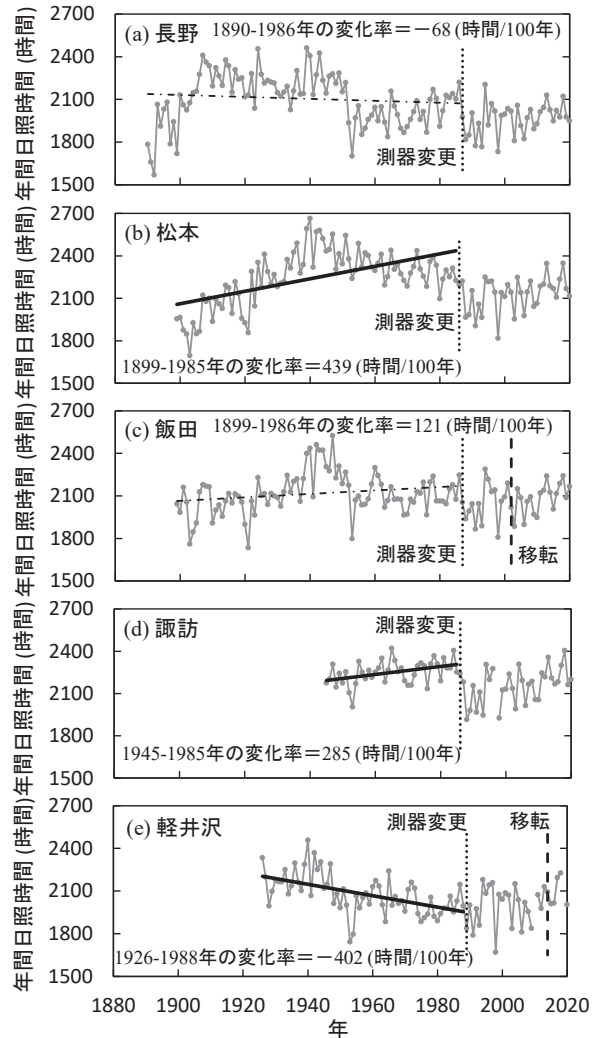 年間日照時間 (時間)
2700
2400
2100
1800
1500
(a) 長野
1890-1986年の変化率＝－68 (時間/100年)
測器変更
年間日照時間 (時間)
2700
2400
2100
1800
1500
(b) 松本
測器変更
1899-1985年の変化率＝439 (時間/100年)
年間日照時間 (時間)
2700
2400
2100
1800
1500
(c) 飯田
1899-1986年の変化率＝121 (時間/100年)
測器変更
移転
年間日照時間 (時間)
2700
2400
2100
1800
1500
(d) 諏訪
測器変更
1945-1985年の変化率＝285 (時間/100年)
年間日照時間 (時間)
2700
2400
2100
1800
1500
(e) 軽井沢
測器変更
移転
1926-1988年の変化率＝－402 (時間/100年)
1880 1900 1920 1940 1960 1980 2000 2020
年